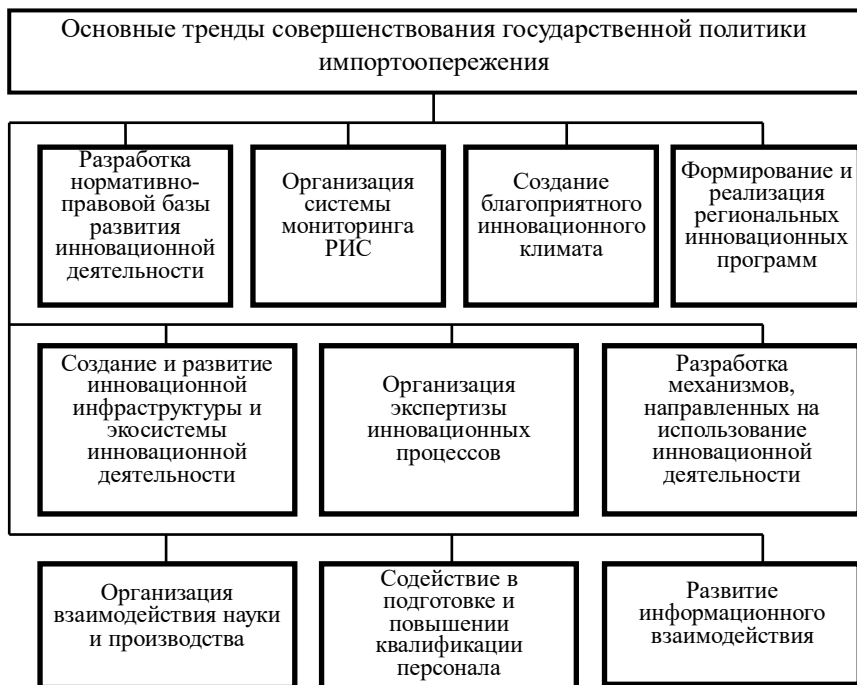 Основные тренды совершенствования государственной политики
импортоопережения
Разработка
нормативно-
правовой базы
развития
инновационной
деятельности
Организация
системы
мониторинга
РИС
Создание
благоприятного
инновационного
климата
Формирование и
реализация
региональных
инновационных
программ
Создание и развитие
инновационной
инфраструктуры и
экосистемы
инновационной
деятельности
Организация
экспертизы
инновационных
процессов
Разработка
механизмов,
направленных на
использование
инновационной
деятельности
Организация
взаимодействия науки
и производства
Содействие в
подготовке и
повышении
квалификации
персонала
Развитие
информационного
взаимодействия